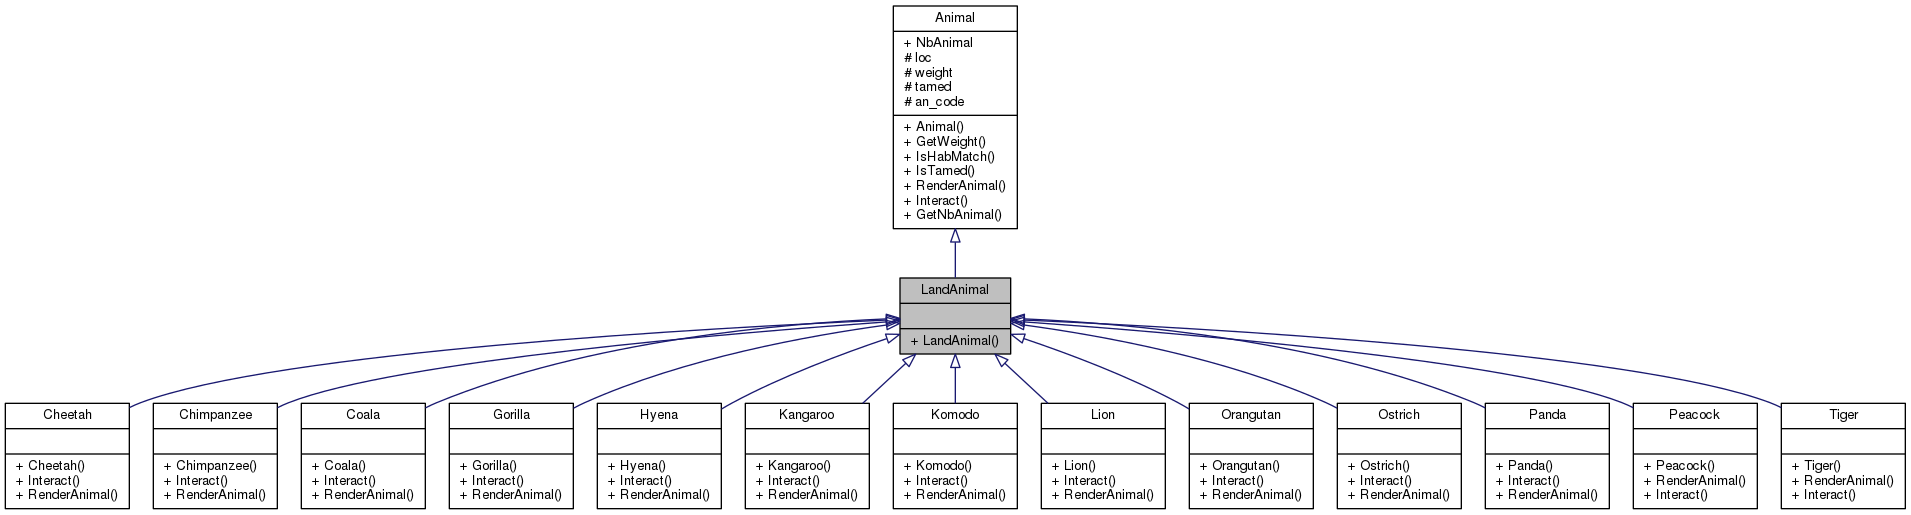 Animal
+ NbAnimal
# loc
# weight
# tamed
# an_code
+ Animal()
+ GetWeight()
+ IsHabMatch()
+ IsTamed()
+ RenderAnimal()
+ Interact()
+ GetNbAnimal()
LandAnimal
+ LandAnimal()
Cheetah
+ Cheetah()
+ Interact()
+ RenderAnimal()
Chimpanzee
+ Chimpanzee()
+ Interact()
+ RenderAnimal()
Coala
+ Coala()
+ Interact()
+ RenderAnimal()
Gorilla
+ Gorilla()
+ Interact()
+ RenderAnimal()
Hyena
+ Hyena()
+ Interact()
+ RenderAnimal()
Kangaroo
+ Kangaroo()
+ Interact()
+ RenderAnimal()
Komodo
+ Komodo()
+ Interact()
+ RenderAnimal()
Lion
+ Lion()
+ Interact()
+ RenderAnimal()
Orangutan
+ Orangutan()
+ Interact()
+ RenderAnimal()
Ostrich
+ Ostrich()
+ Interact()
+ RenderAnimal()
Panda
+ Panda()
+ Interact()
+ RenderAnimal()
Peacock
+ Peacock()
+ RenderAnimal()
+ Interact()
Tiger
+ Tiger()
+ RenderAnimal()
+ Interact()